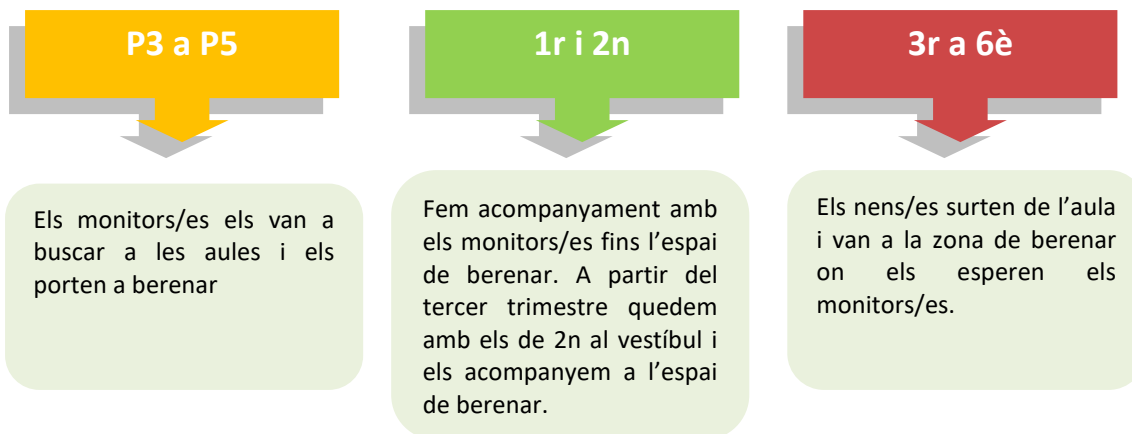 P3 a P5
Els monitors/es els van a
buscar a les aules i els
porten a berenar
1r i 2n
Fem acompanyament amb
els monitors/es fins l’espai
de berenar. A partir del
tercer trimestre quedem
amb els de 2n al vestíbul i
els acompanyem a l’espai
de berenar.
3r a 6è
Els nens/es surten de l’aula
i van a la zona de berenar
on els esperen els
monitors/es.